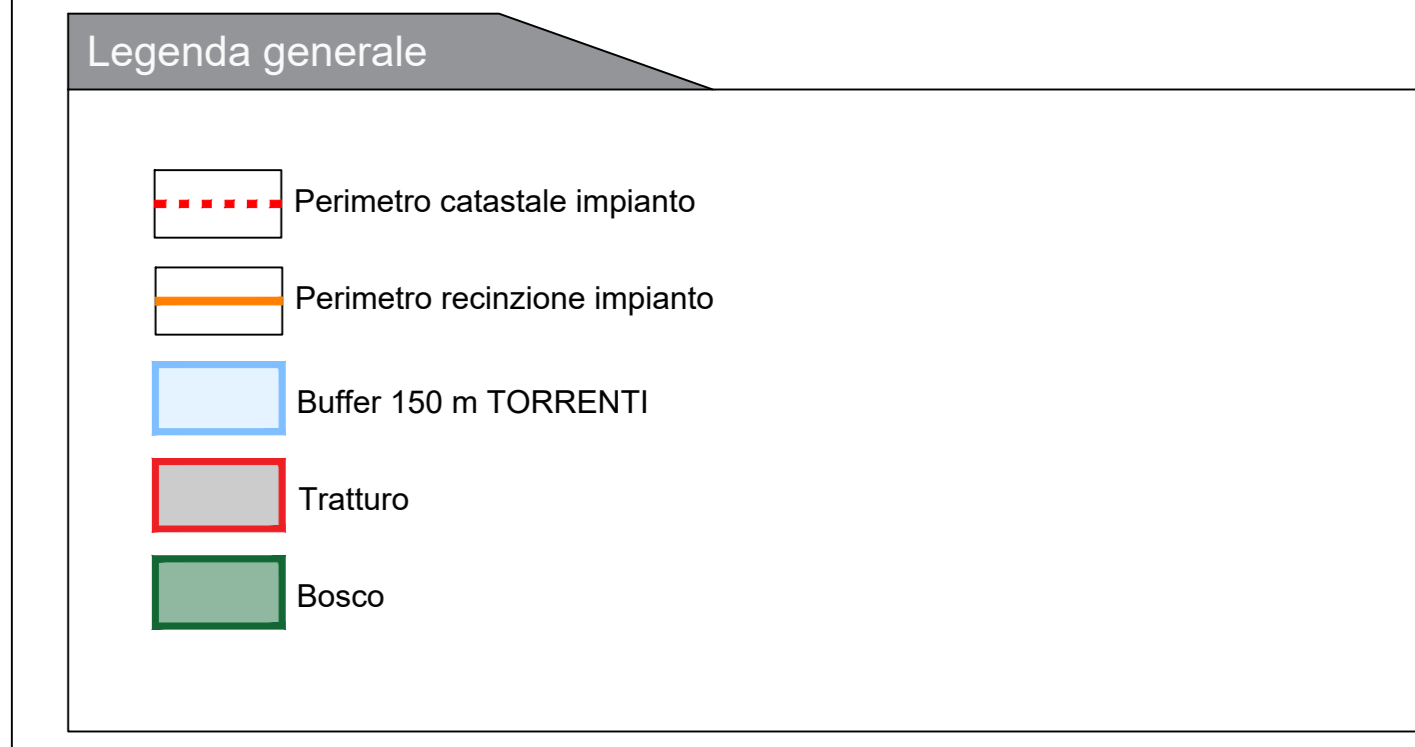 Legenda generale
Perimetro catastale impianto
Perimetro recinzione impianto
Buffer 150 m TORRENTI
Tratturo
Bosco